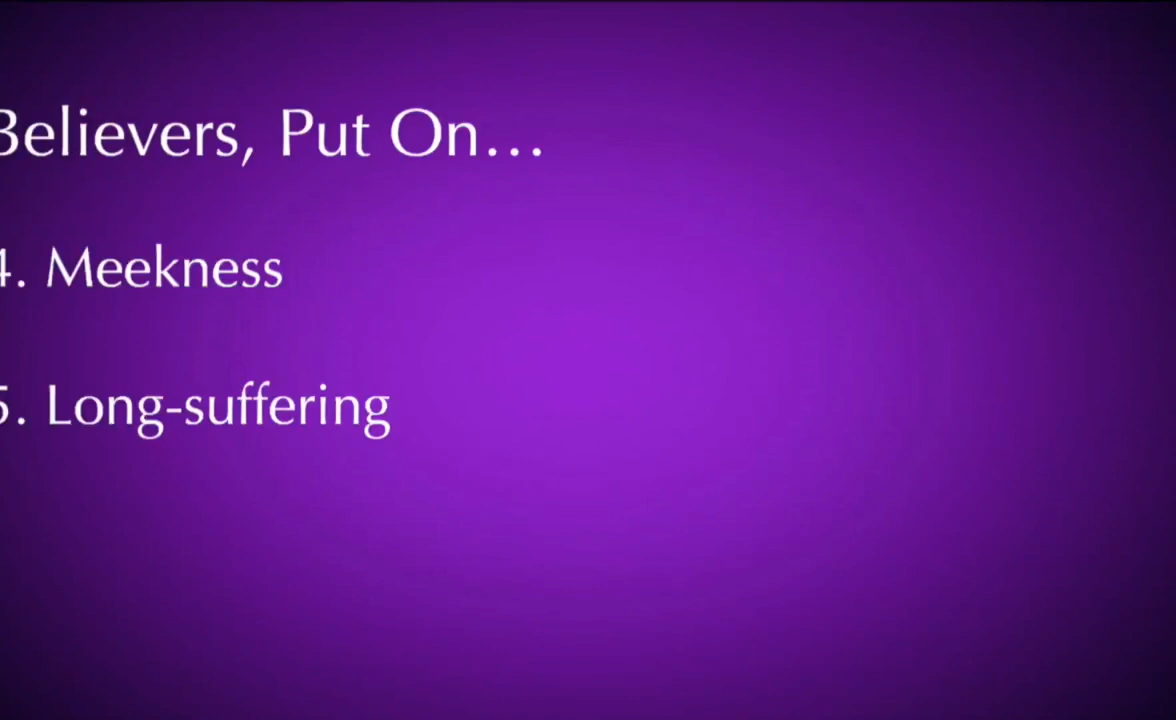 Believers, Put On…
4. Meekness
5. Long-suffering